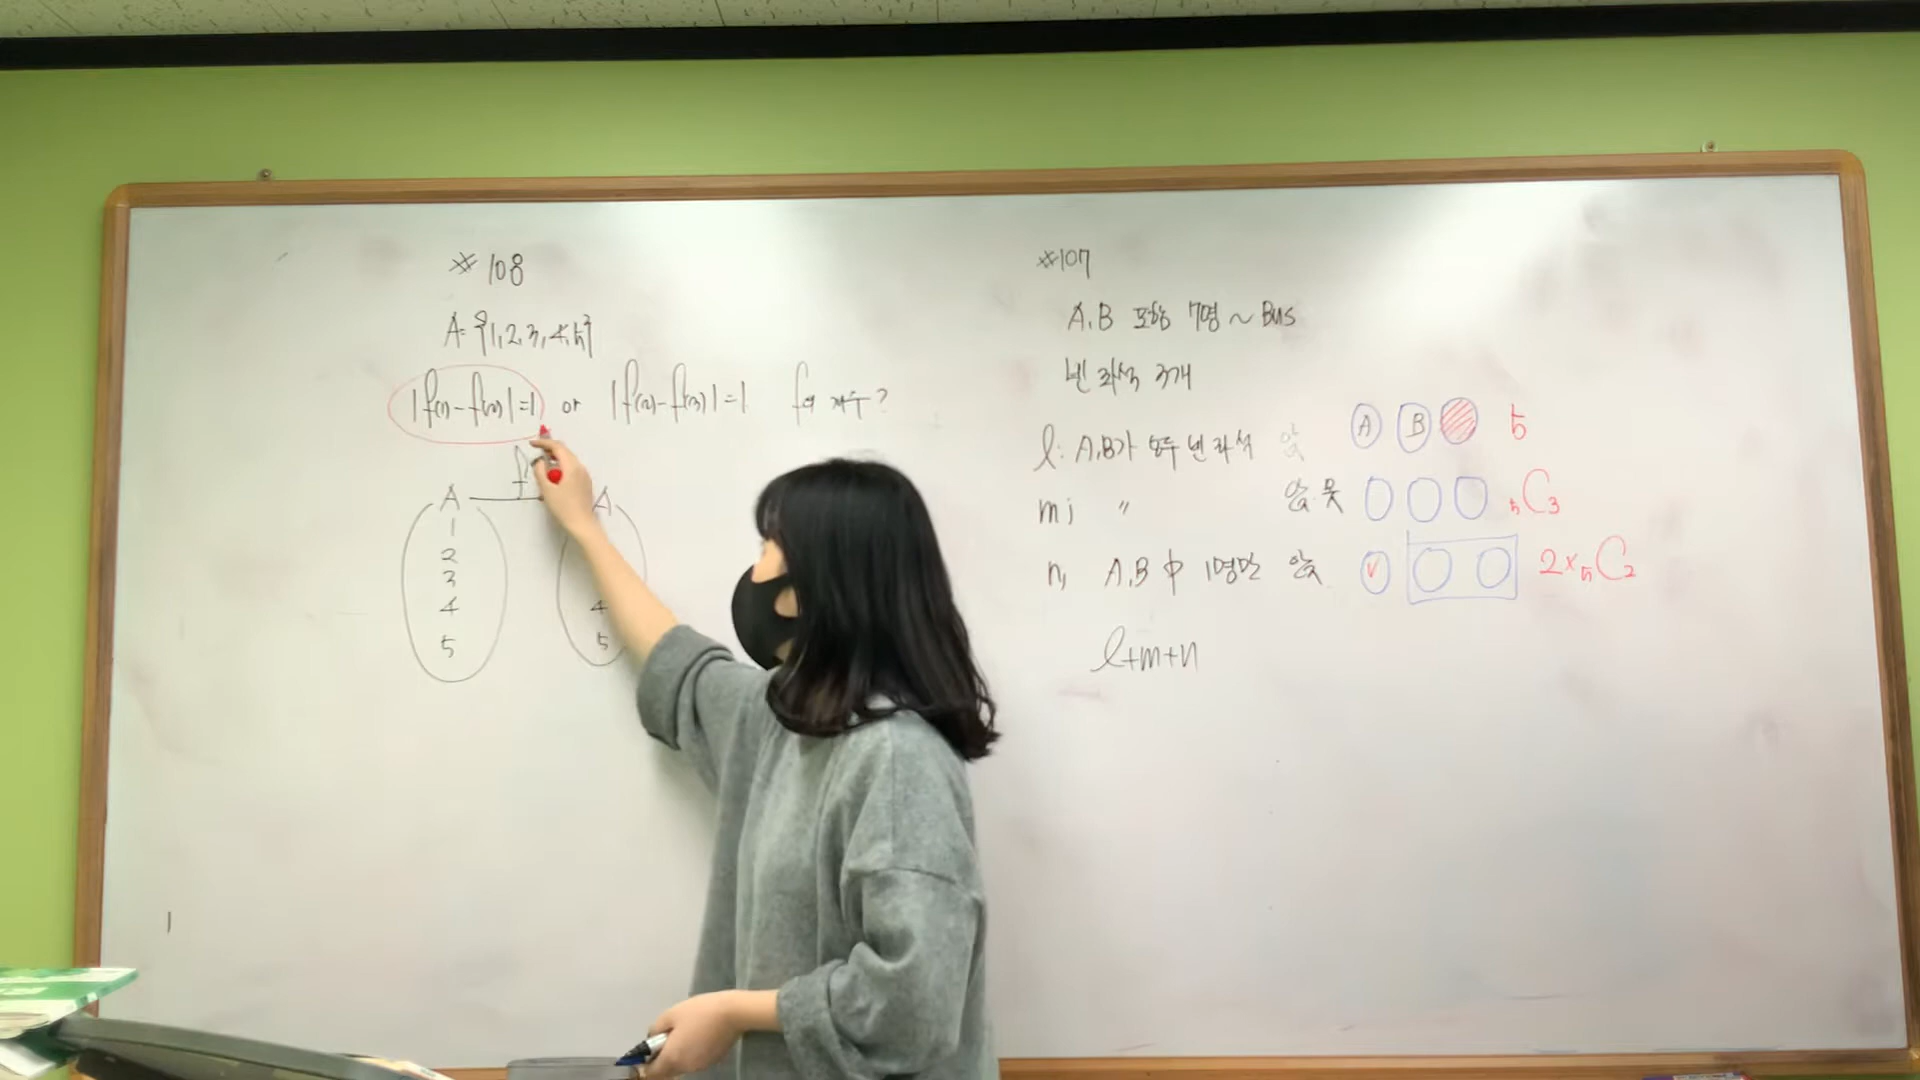 ※108
A={1,2,3,4,5}
|f(1)-f(2)|=1 or |f(2)-f(3)|=1 f의 개수?
f
A A
1
2
3
4 4
5 5
※107
A,B 포함 7명 ~ Bus
빈 좌석 3개
l: A,B가 모두 빈 좌석 앉 A B 5
m; 〃 앉 못 ₅C₃
n, A,B 中 1명만 앉 ✓ 2×₅C₂
l+m+n